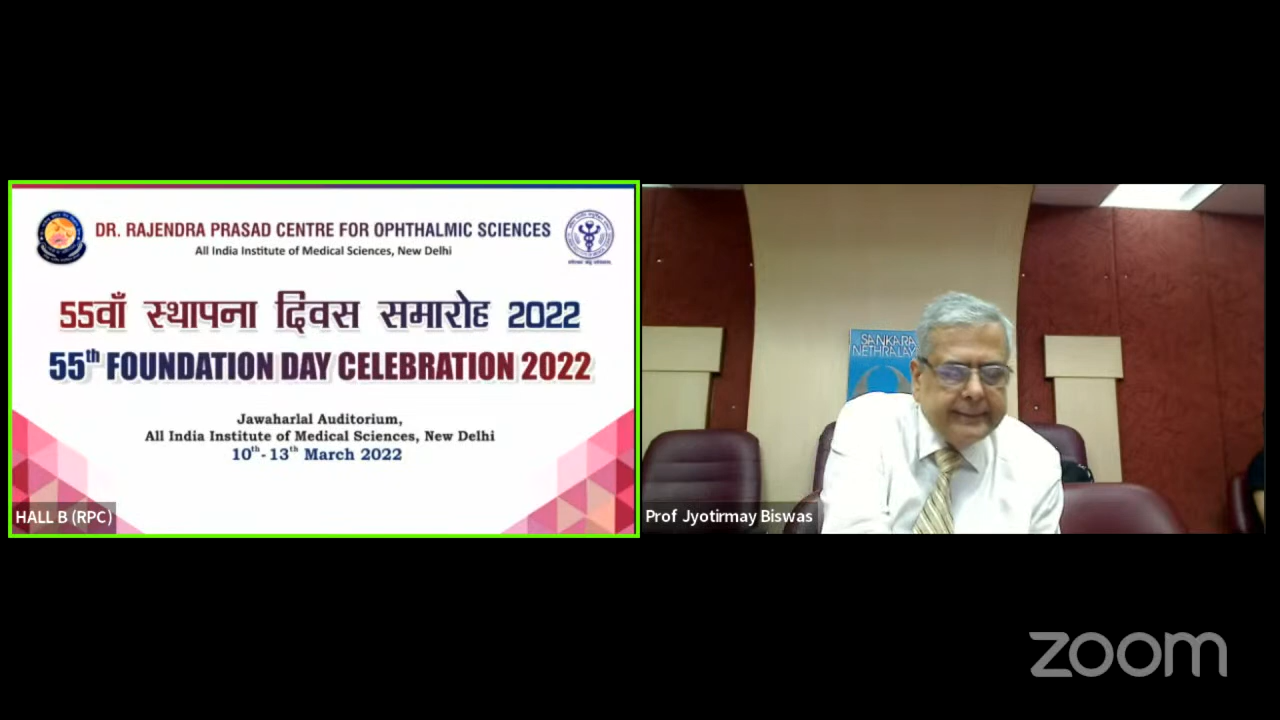 DR. RAJENDRA PRASAD CENTRE FOR OPHTHALMIC SCIENCES
All India Institute of Medical Sciences, New Delhi
55वाँ स्थापना दिवस समारोह 2022
55th FOUNDATION DAY CELEBRATION 2022
Jawaharlal Auditorium,
All India Institute of Medical Sciences, New Delhi
10th - 13th March 2022
HALL B (RPC)
SANKARA
NETHRALAY
Prof Jyotirmay Biswas
zoom